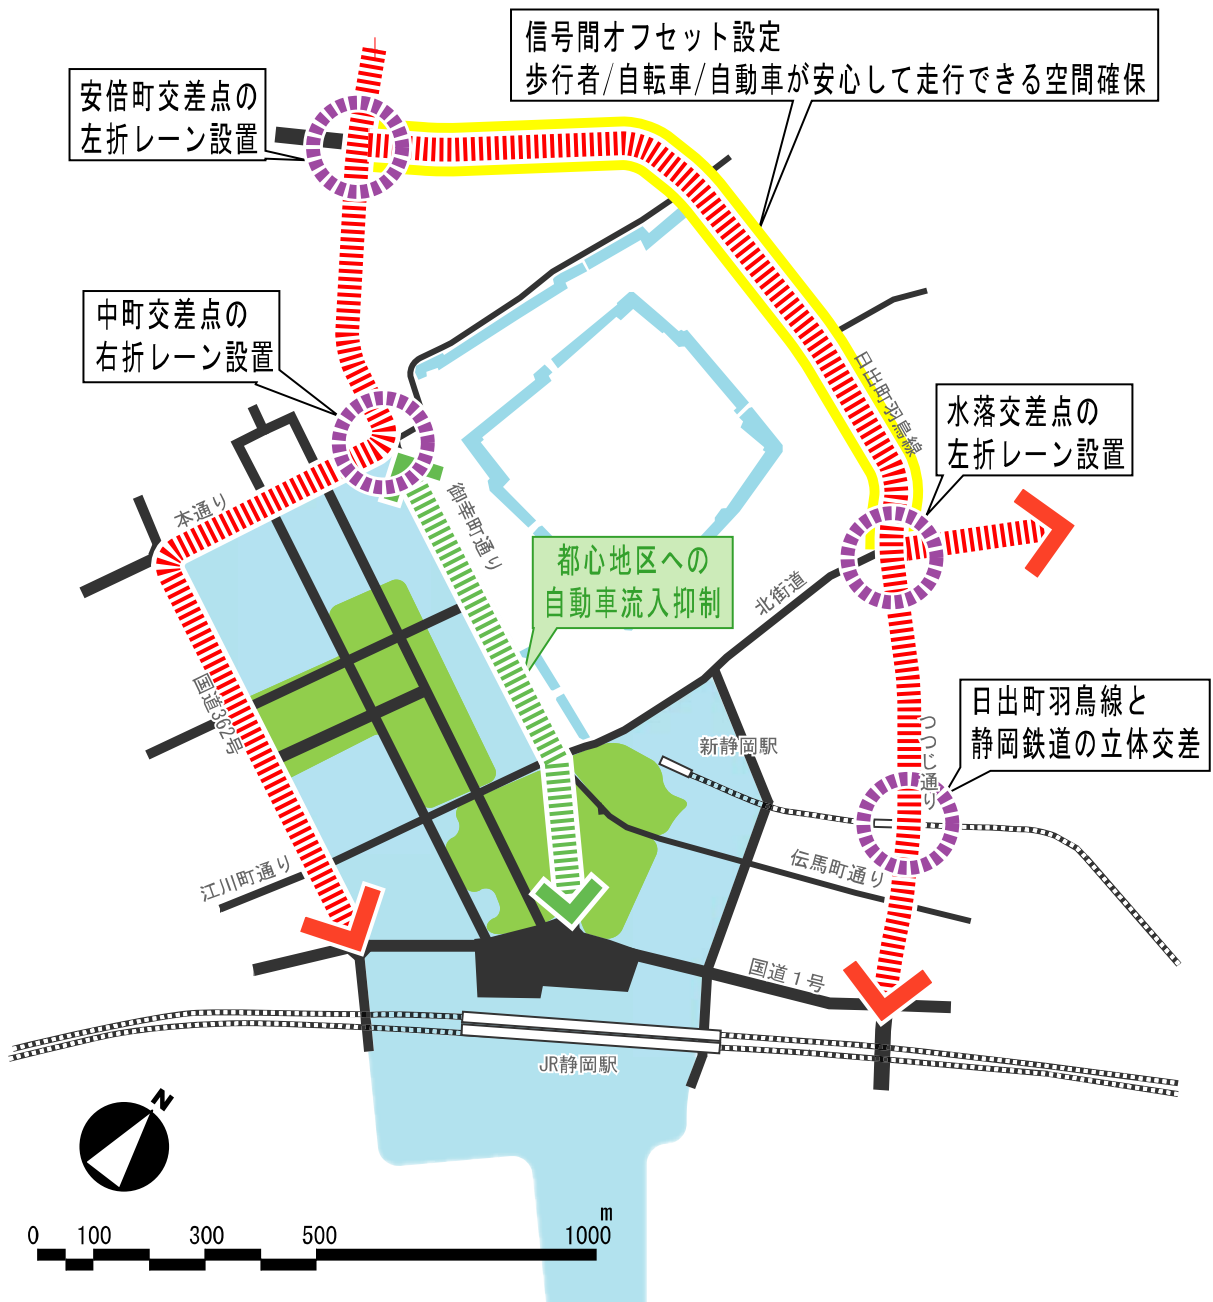 信号間オフセット設定
歩行者/自転車/自動車が安心して走行できる空間確保
安倍町交差点の
左折レーン設置
中町交差点の
右折レーン設置
日出町羽鳥線
水落交差点の
左折レーン設置
本通り
御幸町通り
都心地区への
自動車流入抑制
北街道
国道362号
日出町羽鳥線と
静岡鉄道の立体交差
つつじ通り
新静岡駅
江川町通り
伝馬町通り
国道1号
JR静岡駅
N
m
0 100 300 500 1000